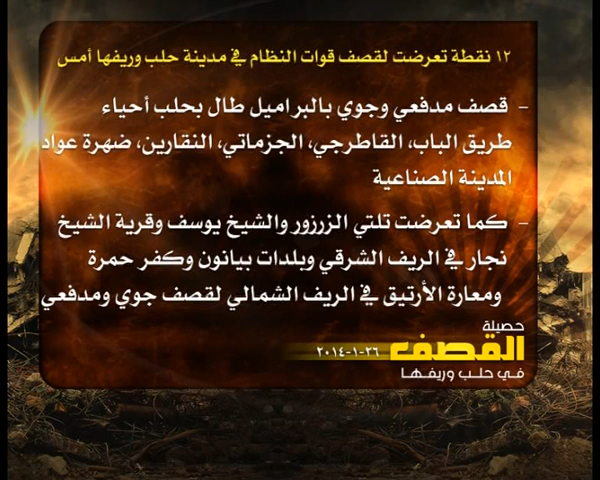 ١٢ نقطة تعرضت لقصف قوات النظام في مدينة حلب وريفها أمس
- قصف مدفعي وجوي بالبراميل طال بحلب أحياء
طريق الباب، القاطرجي، الجزماتي، النقارين، ضهرة عواد
المدينة الصناعية
- كما تعرضت تلتي الزرزور والشيخ يوسف وقرية الشيخ
نجار في الريف الشرقي وبلدات بيانون وكفر حمرة
ومعارة الأرتيق في الريف الشمالي لقصف جوي ومدفعي
حصيلة
القصف ٢٦-١-٢٠١٤
في حلب وريفها